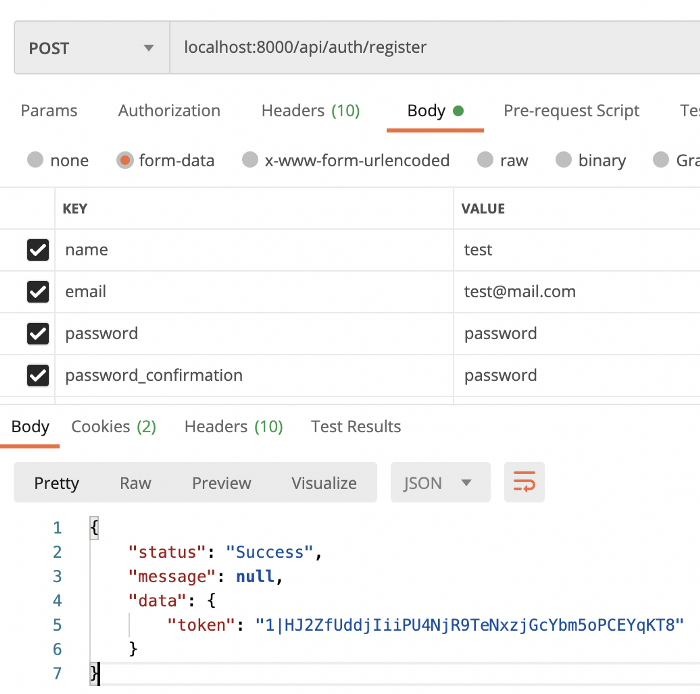 POST localhost:8000/api/auth/register
Params Authorization Headers (10) Body Pre-request Script
none form-data x-www-form-urlencoded raw binary
KEY VALUE
name test
email test@mail.com
password password
password_confirmation password
Body Cookies (2) Headers (10) Test Results
Pretty Raw Preview Visualize JSON
1 {
2 "status": "Success",
3 "message": null,
4 "data": {
5 "token": "1|HJ2ZfUddjIiiPU4NjR9TeNxzjGcYbm5oPCEYqKT8"
6 }
7 }